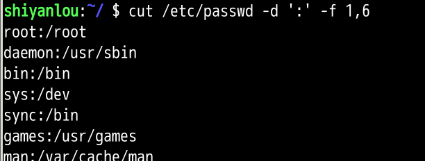 shiyanlou:~/ $ cut /etc/passwd -d ':' -f 1,6
root:/root
daemon:/usr/sbin
bin:/bin
sys:/dev
sync:/bin
games:/usr/games
man:/var/cache/man